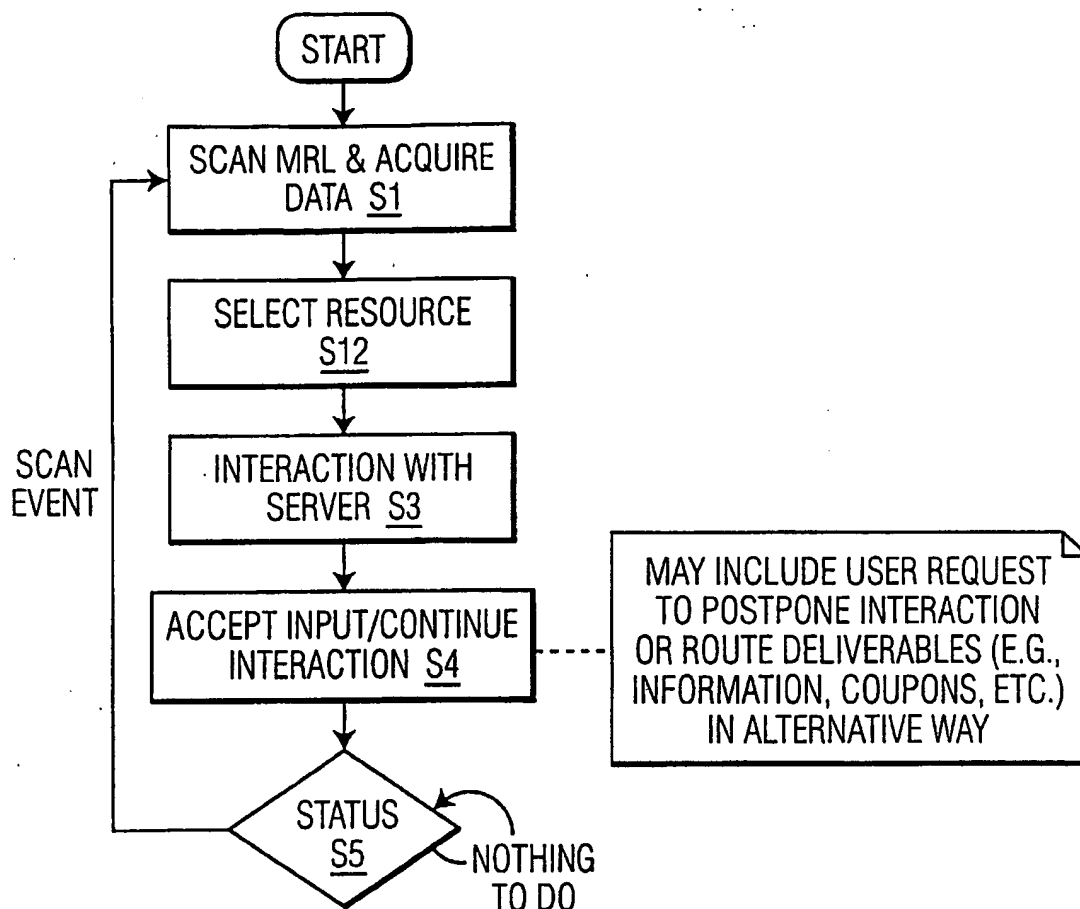 START
SCAN MRL & ACQUIRE
DATA S1
SELECT RESOURCE
S12
INTERACTION WITH
SERVER S3
SCAN
EVENT
ACCEPT INPUT/CONTINUE
INTERACTION S4
MAY INCLUDE USER REQUEST
TO POSTPONE INTERACTION
OR ROUTE DELIVERABLES (E.G.,
INFORMATION, COUPONS, ETC.)
IN ALTERNATIVE WAY
STATUS
S5
NOTHING
TO DO